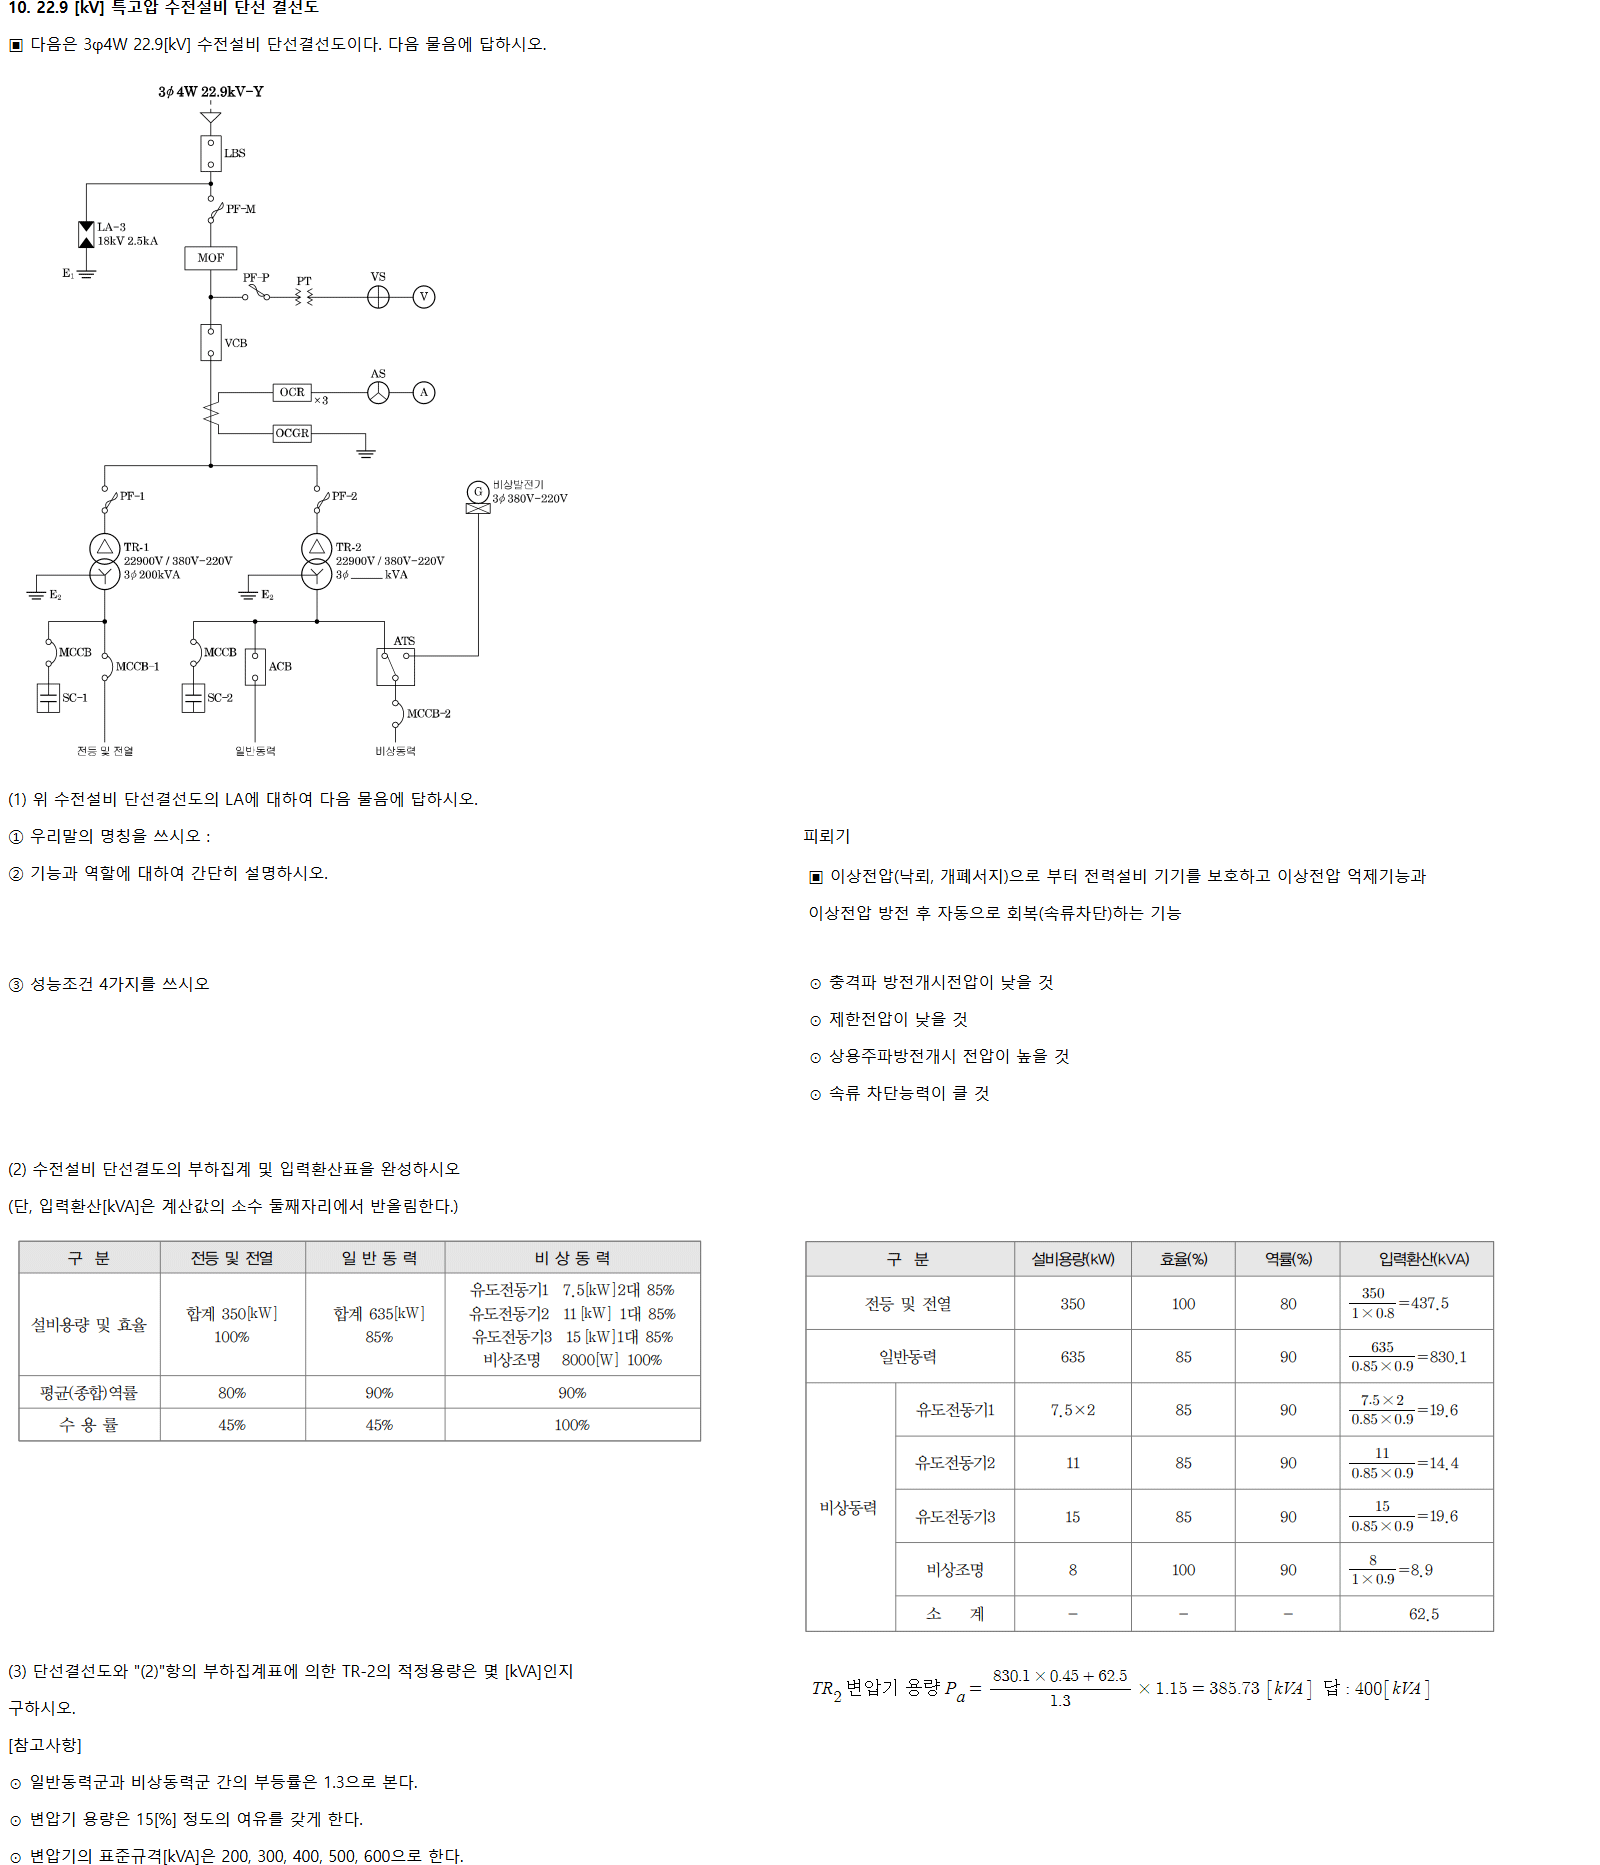 10. 22.9 [kV] 특고압 수전설비 단선 결선도
▣ 다음은 3φ4W 22.9[kV] 수전설비 단선결선도이다. 다음 물음에 답하시오.
3ϕ 4W 22.9kV-Y
LBS
PF-M
LA-3
18kV 2.5kA
E₁
MOF
PF-P
PT
VS
V
VCB
AS
OCR
×3
A
OCGR
PF-1
PF-2
G
비상발전기
3ϕ 380V-220V
TR-1
22900V / 380V-220V
3ϕ 200kVA
E₂
TR-2
22900V / 380V-220V
3ϕ _____ kVA
E₂
ATS
MCCB
MCCB-1
MCCB
ACB
SC-1
SC-2
MCCB-2
전등 및 전열
일반동력
비상동력
(1) 위 수전설비 단선결선도의 LA에 대하여 다음 물음에 답하시오.
① 우리말의 명칭을 쓰시오 :
피뢰기
② 기능과 역할에 대하여 간단히 설명하시오.
▣ 이상전압(낙뢰, 개폐서지)으로 부터 전력설비 기기를 보호하고 이상전압 억제기능과
이상전압 방전 후 자동으로 회복(속류차단)하는 기능
③ 성능조건 4가지를 쓰시오
⊙ 충격파 방전개시전압이 낮을 것
⊙ 제한전압이 낮을 것
⊙ 상용주파방전개시 전압이 높을 것
⊙ 속류 차단능력이 클 것
(2) 수전설비 단선결도의 부하집계 및 입력환산표을 완성하시오
(단, 입력환산[kVA]은 계산값의 소수 둘째자리에서 반올림한다.)
구 분 전등 및 전열 일 반 동 력 비 상 동 력
설비용량 및 효율
합계 350[kW]
100%
합계 635[kW]
85%
유도전동기1 7.5[kW]2대 85%
유도전동기2 11 [kW] 1대 85%
유도전동기3 15 [kW]1대 85%
비상조명 8000[W] 100%
평균(종합)역률 80% 90% 90%
수 용 률 45% 45% 100%
구 분 설비용량(kW) 효율(%) 역률(%) 입력환산(kVA)
전등 및 전열 350 100 80 350/(1×0.8)=437.5
일반동력 635 85 90 635/(0.85×0.9)=830.1
비상동력
유도전동기1 7.5×2 85 90 (7.5×2)/(0.85×0.9)=19.6
유도전동기2 11 85 90 11/(0.85×0.9)=14.4
유도전동기3 15 85 90 15/(0.85×0.9)=19.6
비상조명 8 100 90 8/(1×0.9)=8.9
소 계 − − − 62.5
(3) 단선결선도와 "(2)"항의 부하집계표에 의한 TR-2의 적정용량은 몇 [kVA]인지
구하시오.
TR₂ 변압기 용량 Pₐ = (830.1 × 0.45 + 62.5)/1.3 × 1.15 = 385.73 [kVA] 답 : 400[kVA]
[참고사항]
⊙ 일반동력군과 비상동력군 간의 부등률은 1.3으로 본다.
⊙ 변압기 용량은 15[%] 정도의 여유를 갖게 한다.
⊙ 변압기의 표준규격[kVA]은 200, 300, 400, 500, 600으로 한다.